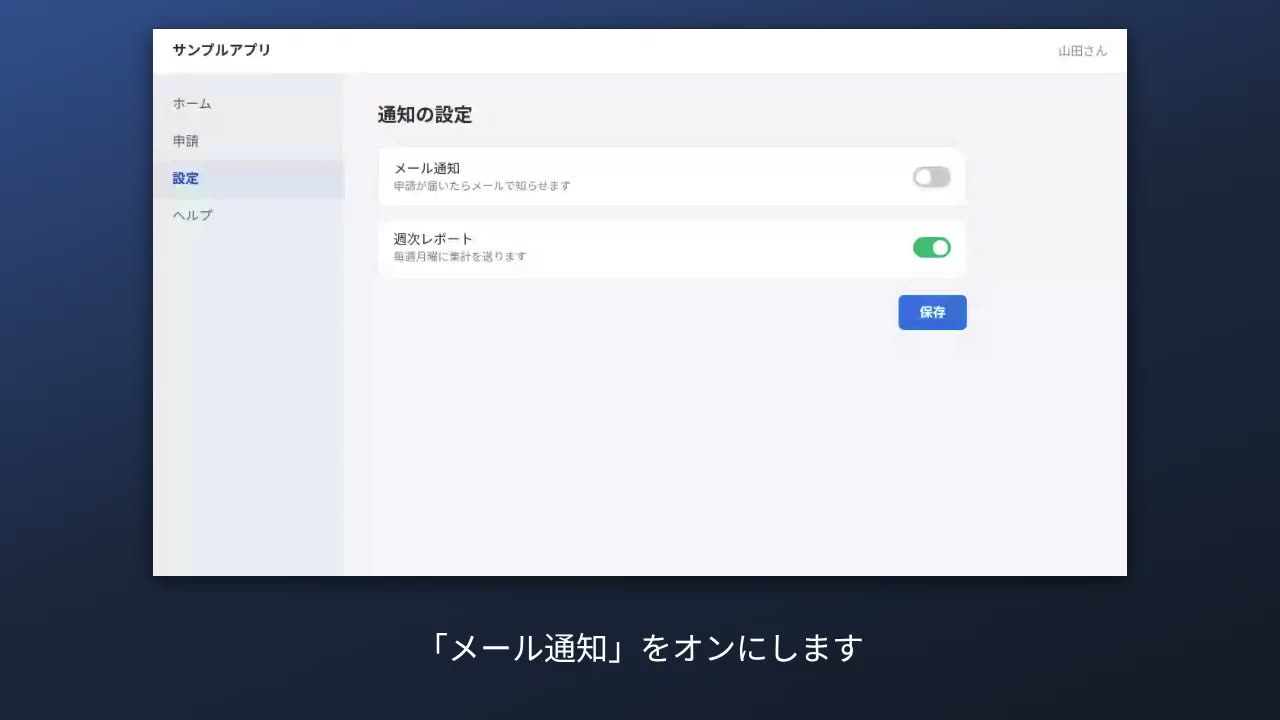 サンプルアプリ
山田さん
ホーム
申請
設定
ヘルプ
通知の設定
メール通知
申請が届いたらメールで知らせます
週次レポート
毎週月曜に集計を送ります
保存
「メール通知」をオンにします